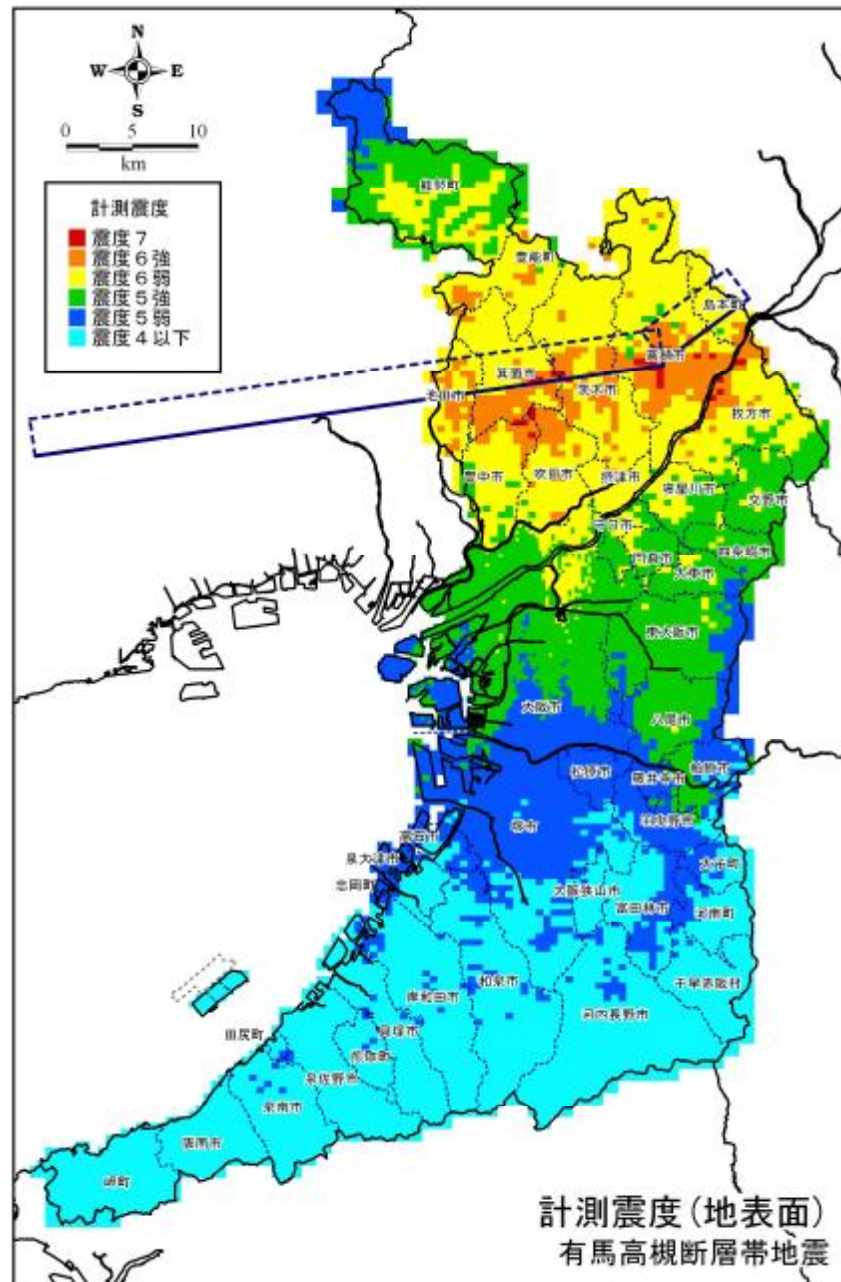 N
W E
S
0 5 10
km
計測震度
震度7
震度6強
震度6弱
震度5強
震度5弱
震度4以下
能勢町
豊能町
島本町
高槻市
箕面市
茨木市
池田市
枚方市
豊中市
吹田市
摂津市
寝屋川市
交野市
守口市
門真市
四条畷市
大東市
東大阪市
大阪市
八尾市
松原市
藤井寺市
柏原市
堺市
羽曳野市
高石市
泉大津市
太子町
忠岡町
大阪狭山市
富田林市
河南町
和泉市
千早赤阪村
岸和田市
河内長野市
田尻町
貝塚市
熊取町
泉佐野市
泉南市
阪南市
岬町
計測震度(地表面)
有馬高槻断層帯地震